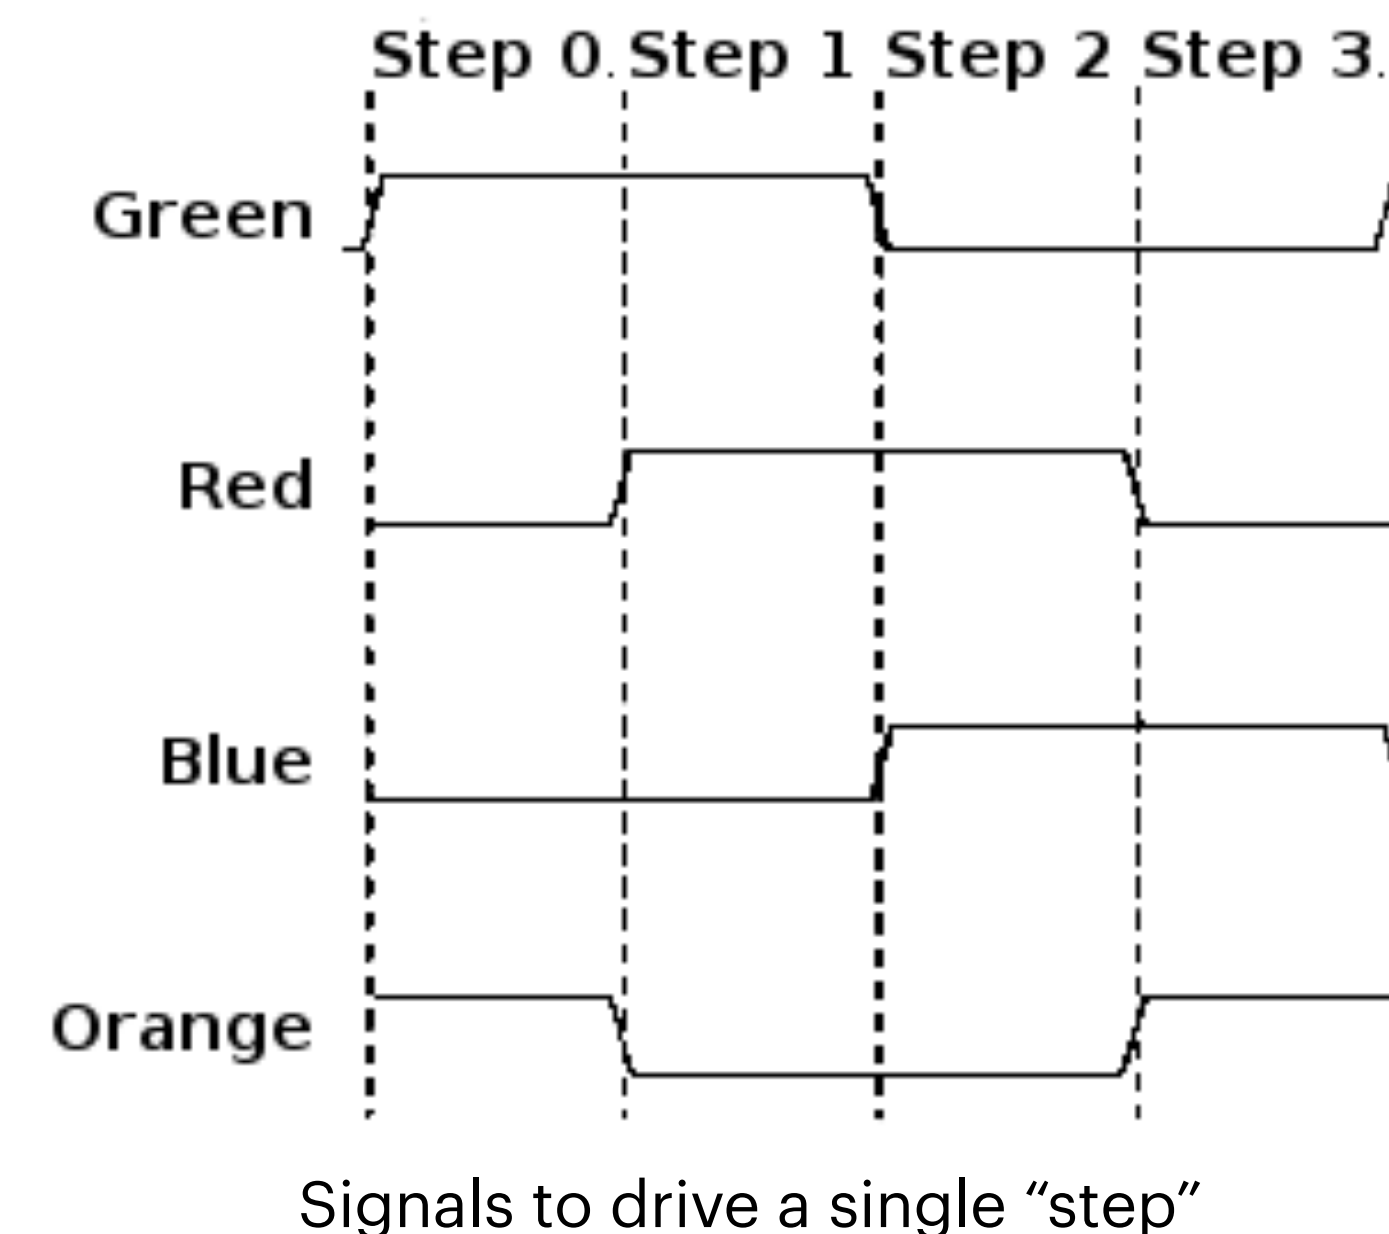 Step 0. Step 1 Step 2 Step 3.
Green
Red
Blue
Orange
Signals to drive a single “step”